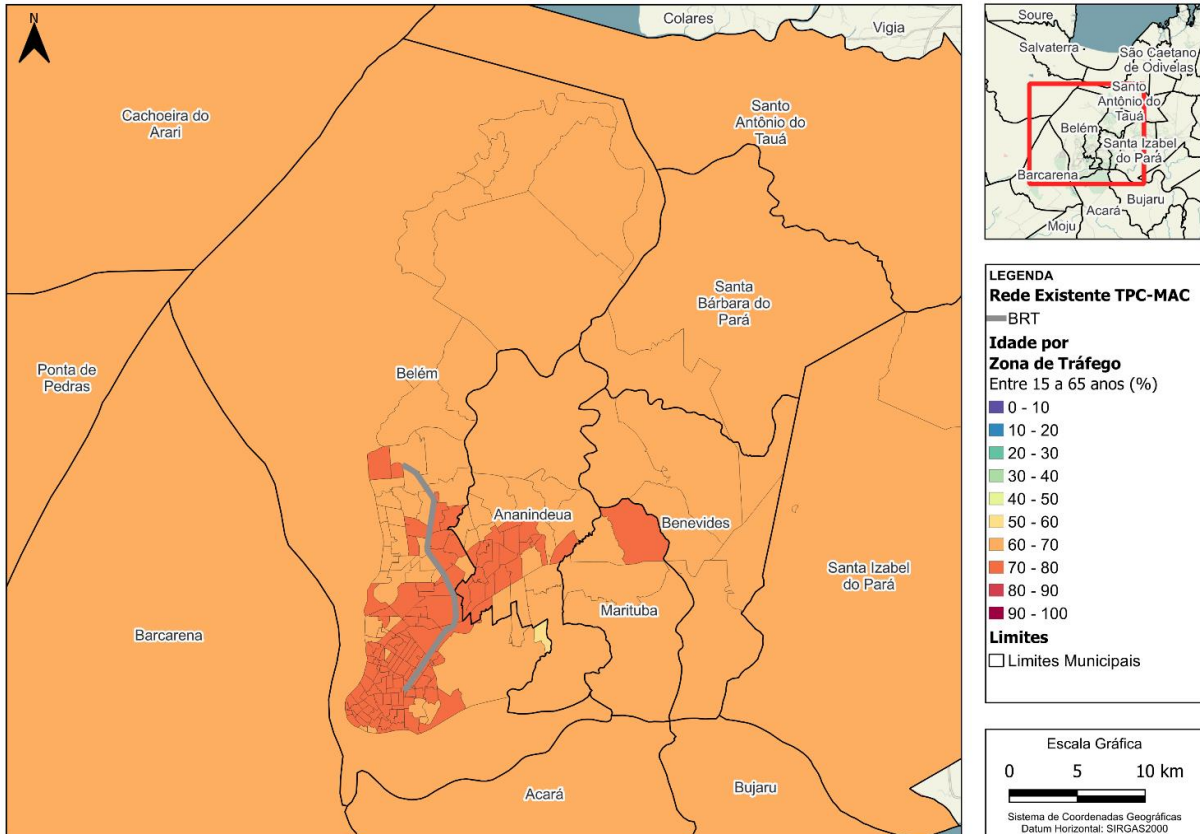 N
Colares
Vigia
Cachoeira do
Arari
Santo
Antônio do
Tauá
Santa
Bárbara do
Pará
Ponta de
Pedras
Belém
Ananindeua
Benevides
Santa Izabel
do Pará
Marituba
Barcarena
Acará
Bujaru
Soure
Salvaterra
São Caetano
de Odivelas
Santo
Antônio do
Tauá
Belém
Santa Izabel
do Pará
Barcarena
Bujaru
Acará
Moju
LEGENDA
Rede Existente TPC-MAC
BRT
Idade por
Zona de Tráfego
Entre 15 a 65 anos (%)
0 - 10
10 - 20
20 - 30
30 - 40
40 - 50
50 - 60
60 - 70
70 - 80
80 - 90
90 - 100
Limites
Limites Municipais
Escala Gráfica
0 5 10 km
Sistema de Coordenadas Geográficas
Datum Horizontal: SIRGAS2000